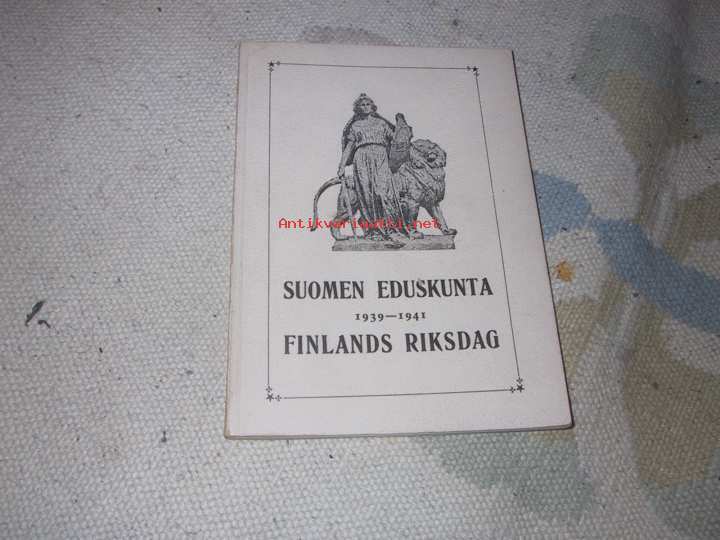 Antikvariaatti.net
SUOMEN EDUSKUNTA
1939—1941
FINLANDS RIKSDAG